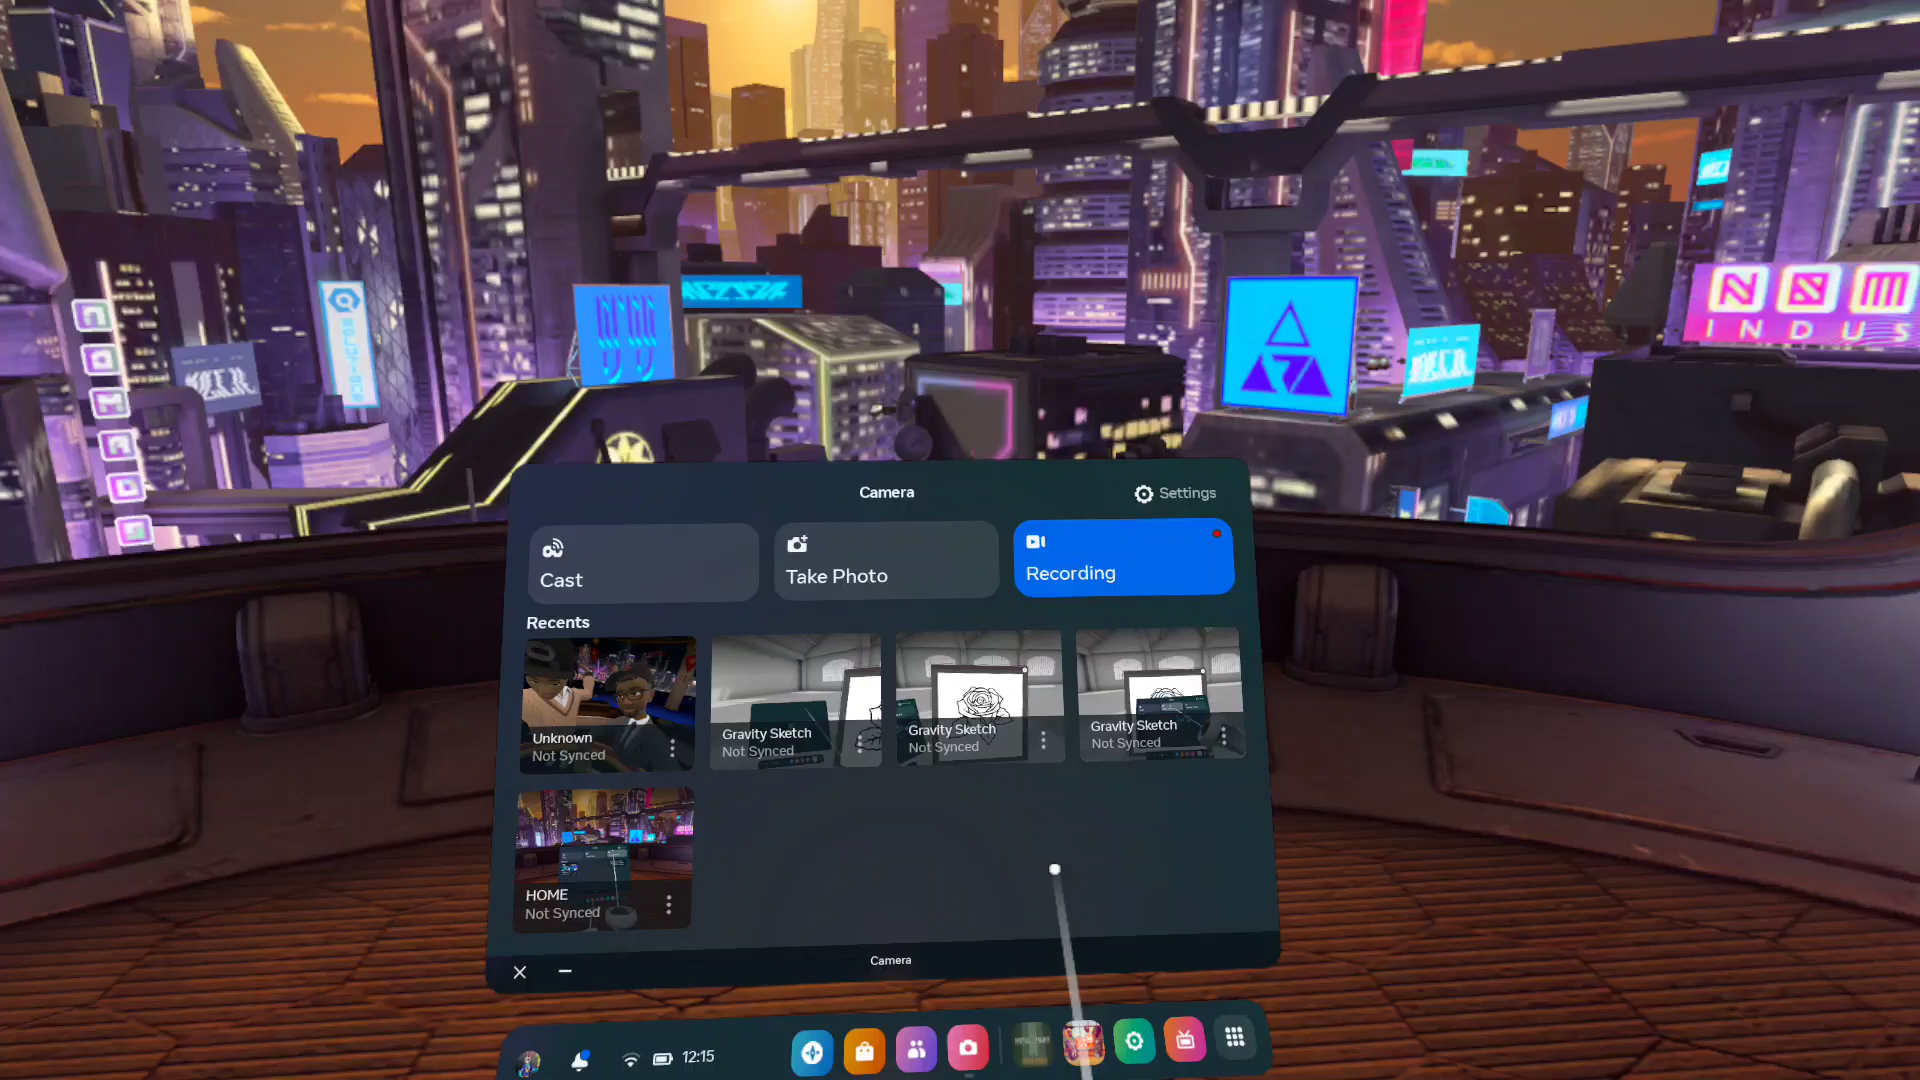 INDUS
Camera
Settings
Cast
Take Photo
Recording
Recents
Unknown
Not Synced
Gravity Sketch
Not Synced
Gravity Sketch
Not Synced
Gravity Sketch
Not Synced
HOME
Not Synced
Camera
12:15